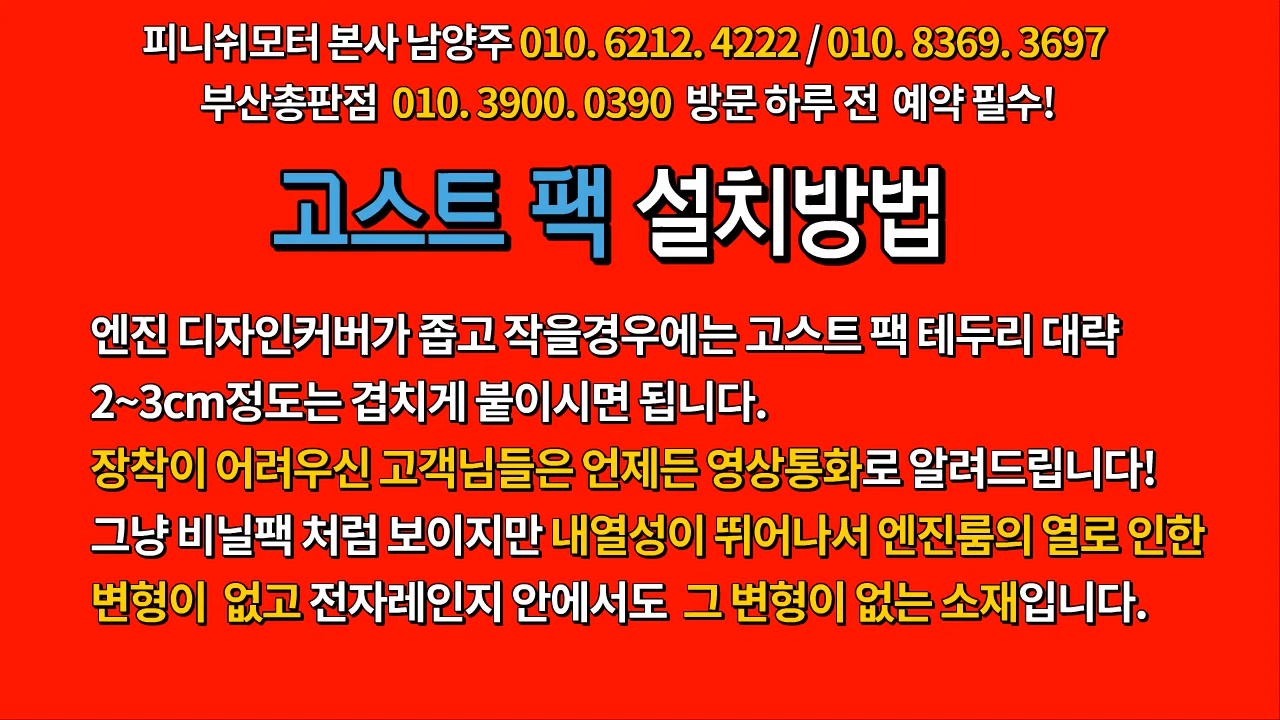 피니쉬모터 본사 남양주 010. 6212. 4222 / 010. 8369. 3697
부산총판점 010. 3900. 0390 방문 하루 전 예약 필수!
고스트 팩 설치방법
엔진 디자인커버가 좁고 작을경우에는 고스트 팩 테두리 대략
2~3cm정도는 겹치게 붙이시면 됩니다.
장착이 어려우신 고객님들은 언제든 영상통화로 알려드립니다!
그냥 비닐팩 처럼 보이지만 내열성이 뛰어나서 엔진룸의 열로 인한
변형이 없고 전자레인지 안에서도 그 변형이 없는 소재입니다.